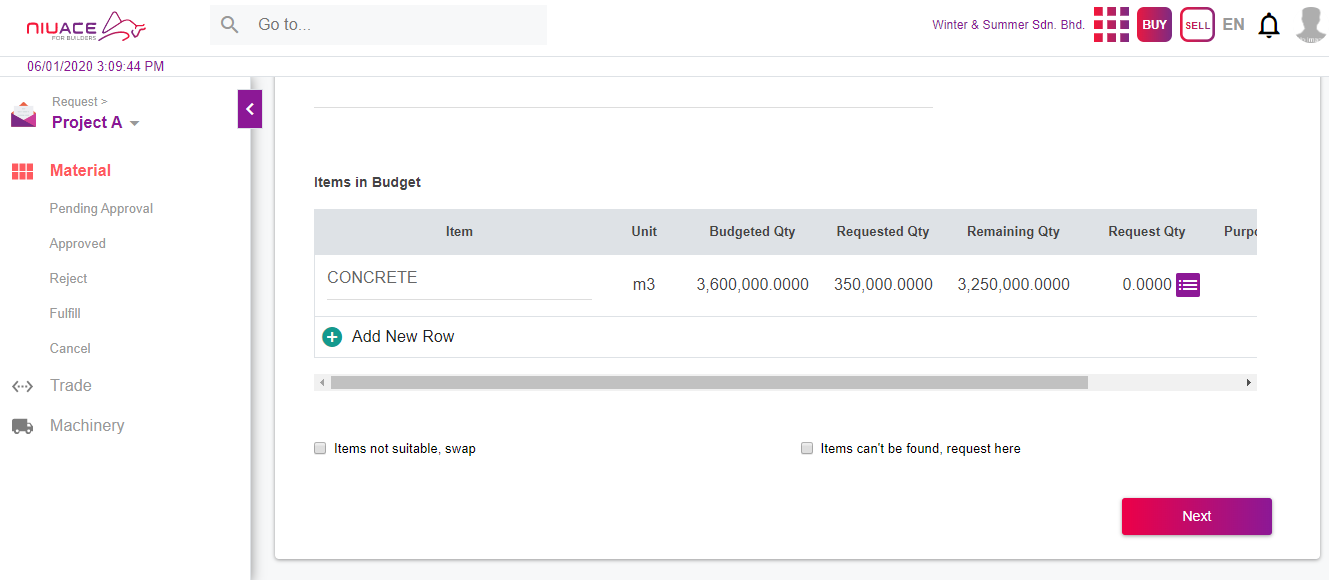 NIUACE
FOR BUILDERS
Go to...
Winter & Summer Sdn. Bhd.
BUY
SELL
EN
06/01/2020 3:09:44 PM
Request >
Project A
Material
Pending Approval
Approved
Reject
Fulfill
Cancel
Trade
Machinery
Items in Budget
Item Unit Budgeted Qty Requested Qty Remaining Qty Request Qty Purpo
CONCRETE m3 3,600,000.0000 350,000.0000 3,250,000.0000 0.0000
Add New Row
Items not suitable, swap Items can't be found, request here
Next